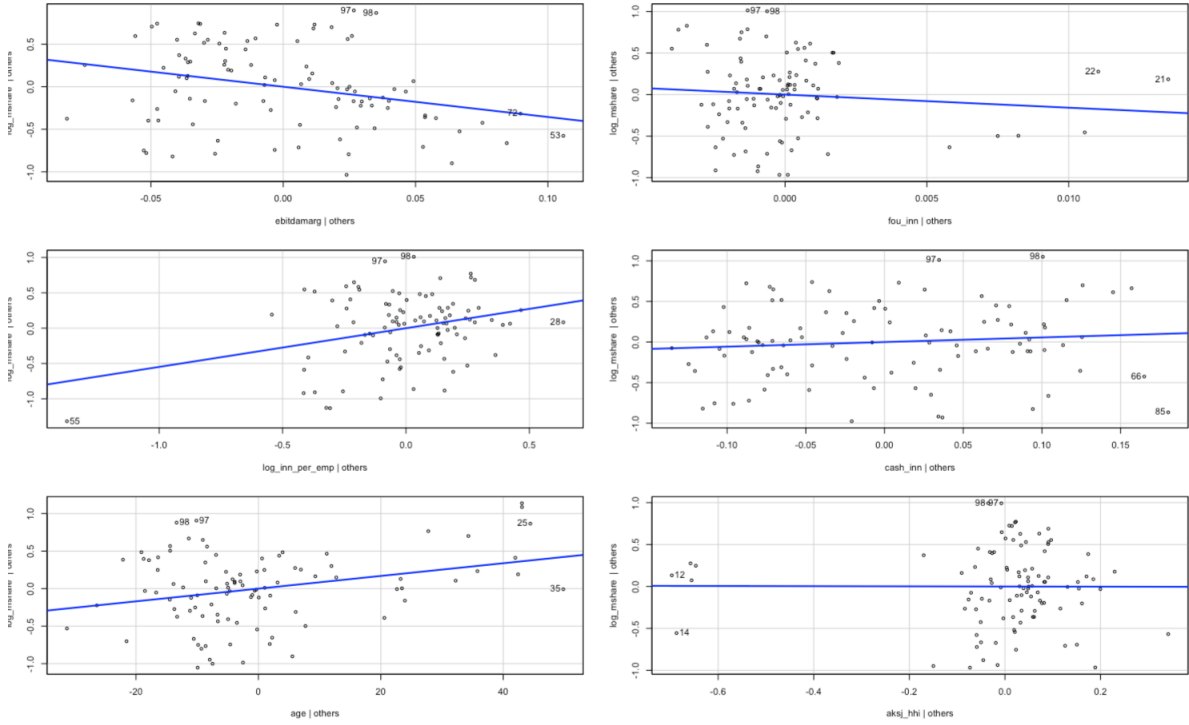 97 98
72
53
log_mshare | others
-1.0 0.0 0.5
-0.05 0.00 0.05 0.10
ebitdamarg | others
97 98
22 21
log_mshare | others
-1.0 0.0 0.5 1.0
0.000 0.005 0.010
fou_inn | others
97 98
28
55
log_mshare | others
-1.0 -0.5 0.0 0.5 1.0
-1.0 -0.5 0.0 0.5
log_inn_per_emp | others
97 98
66
85
log_mshare | others
-1.0 -0.5 0.0 0.5 1.0
-0.10 -0.05 0.00 0.05 0.10 0.15
cash_inn | others
98 97
25
35
log_mshare | others
-1.0 -0.5 0.0 0.5 1.0
-20 0 20 40
age | others
98 97
12
14
log_mshare | others
-1.0 -0.5 0.0 0.5 1.0
-0.6 -0.4 -0.2 0.0 0.2
aksj_hhi | others